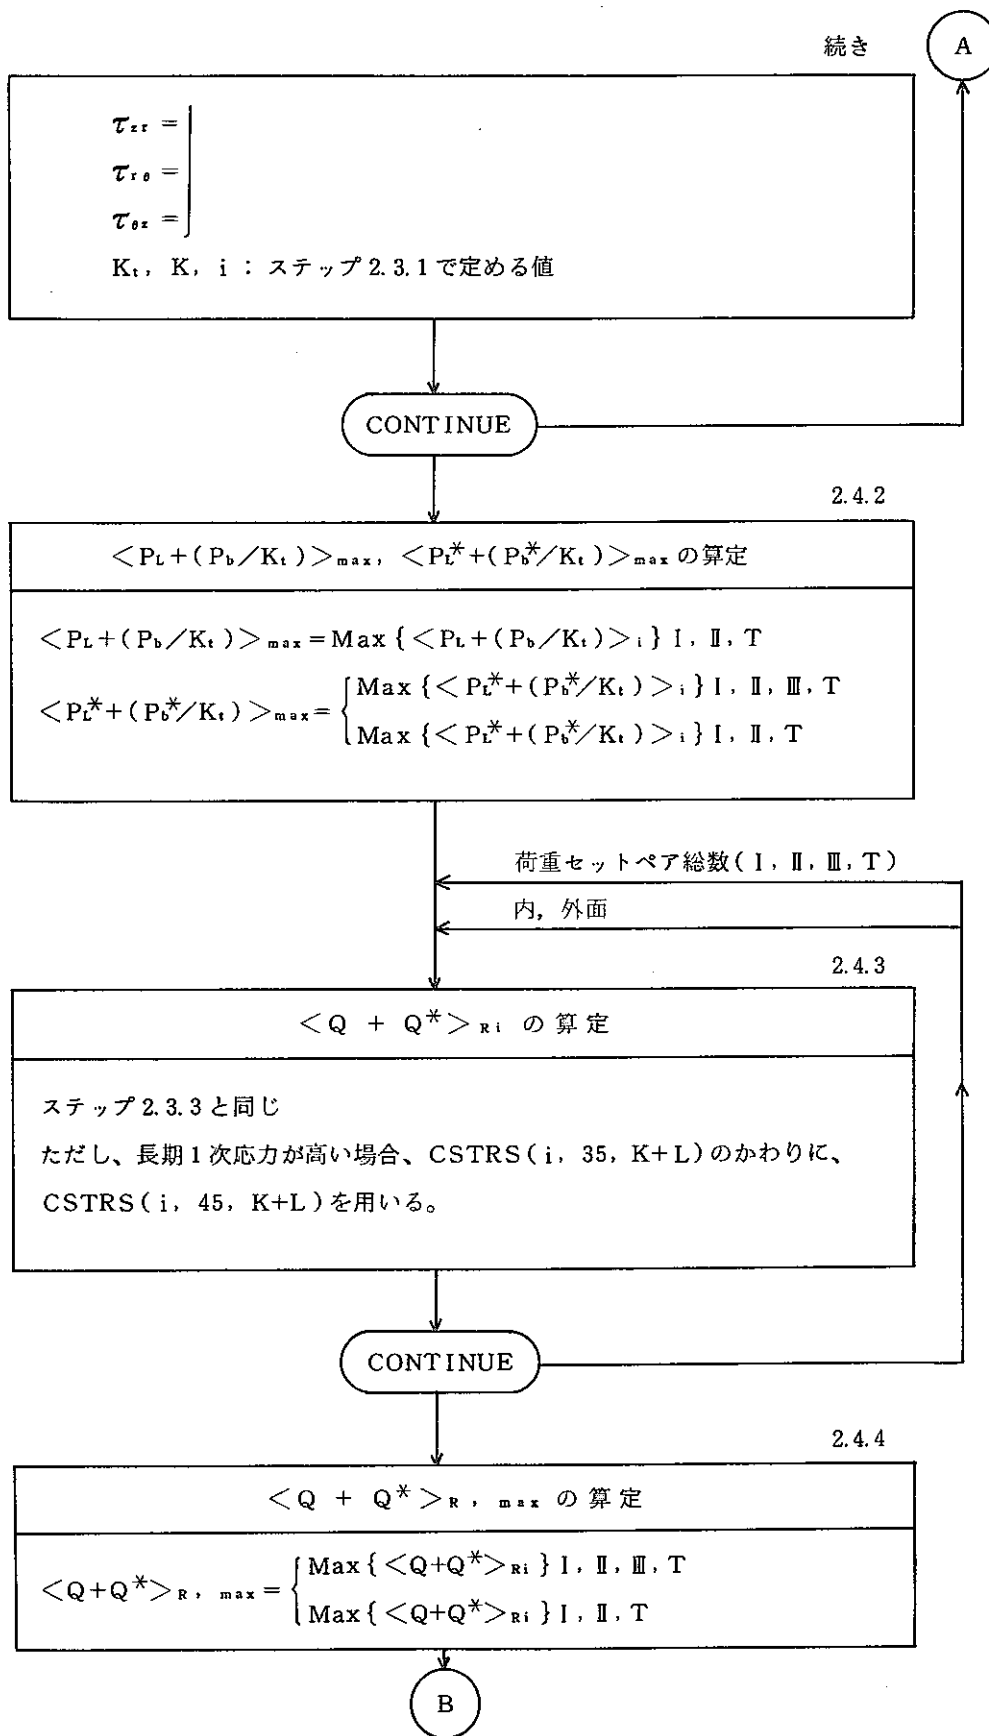 続き
A
τzr =
τrθ =
τθz =
Kt, K, i : ステップ2.3.1で定める値
CONTINUE
2.4.2
<PL+(Pb/Kt)>max, <PL*+(Pb*/Kt)>maxの算定
<PL+(Pb/Kt)>max=Max{<PL+(Pb/Kt)>i} Ⅰ, Ⅱ, T
<PL*+(Pb*/Kt)>max=
Max{<PL*+(Pb*/Kt)>i} Ⅰ, Ⅱ, Ⅲ, T
Max{<PL*+(Pb*/Kt)>i} Ⅰ, Ⅱ, T
荷重セットペア総数(Ⅰ, Ⅱ, Ⅲ, T)
内, 外面
2.4.3
<Q + Q*>Ri の算定
ステップ2.3.3と同じ
ただし、長期1次応力が高い場合、CSTRS(i, 35, K+L)のかわりに、
CSTRS(i, 45, K+L)を用いる。
CONTINUE
2.4.4
<Q + Q*>R, max の算定
<Q+Q*>R, max=
Max{<Q+Q*>Ri} Ⅰ, Ⅱ, Ⅲ, T
Max{<Q+Q*>Ri} Ⅰ, Ⅱ, T
B